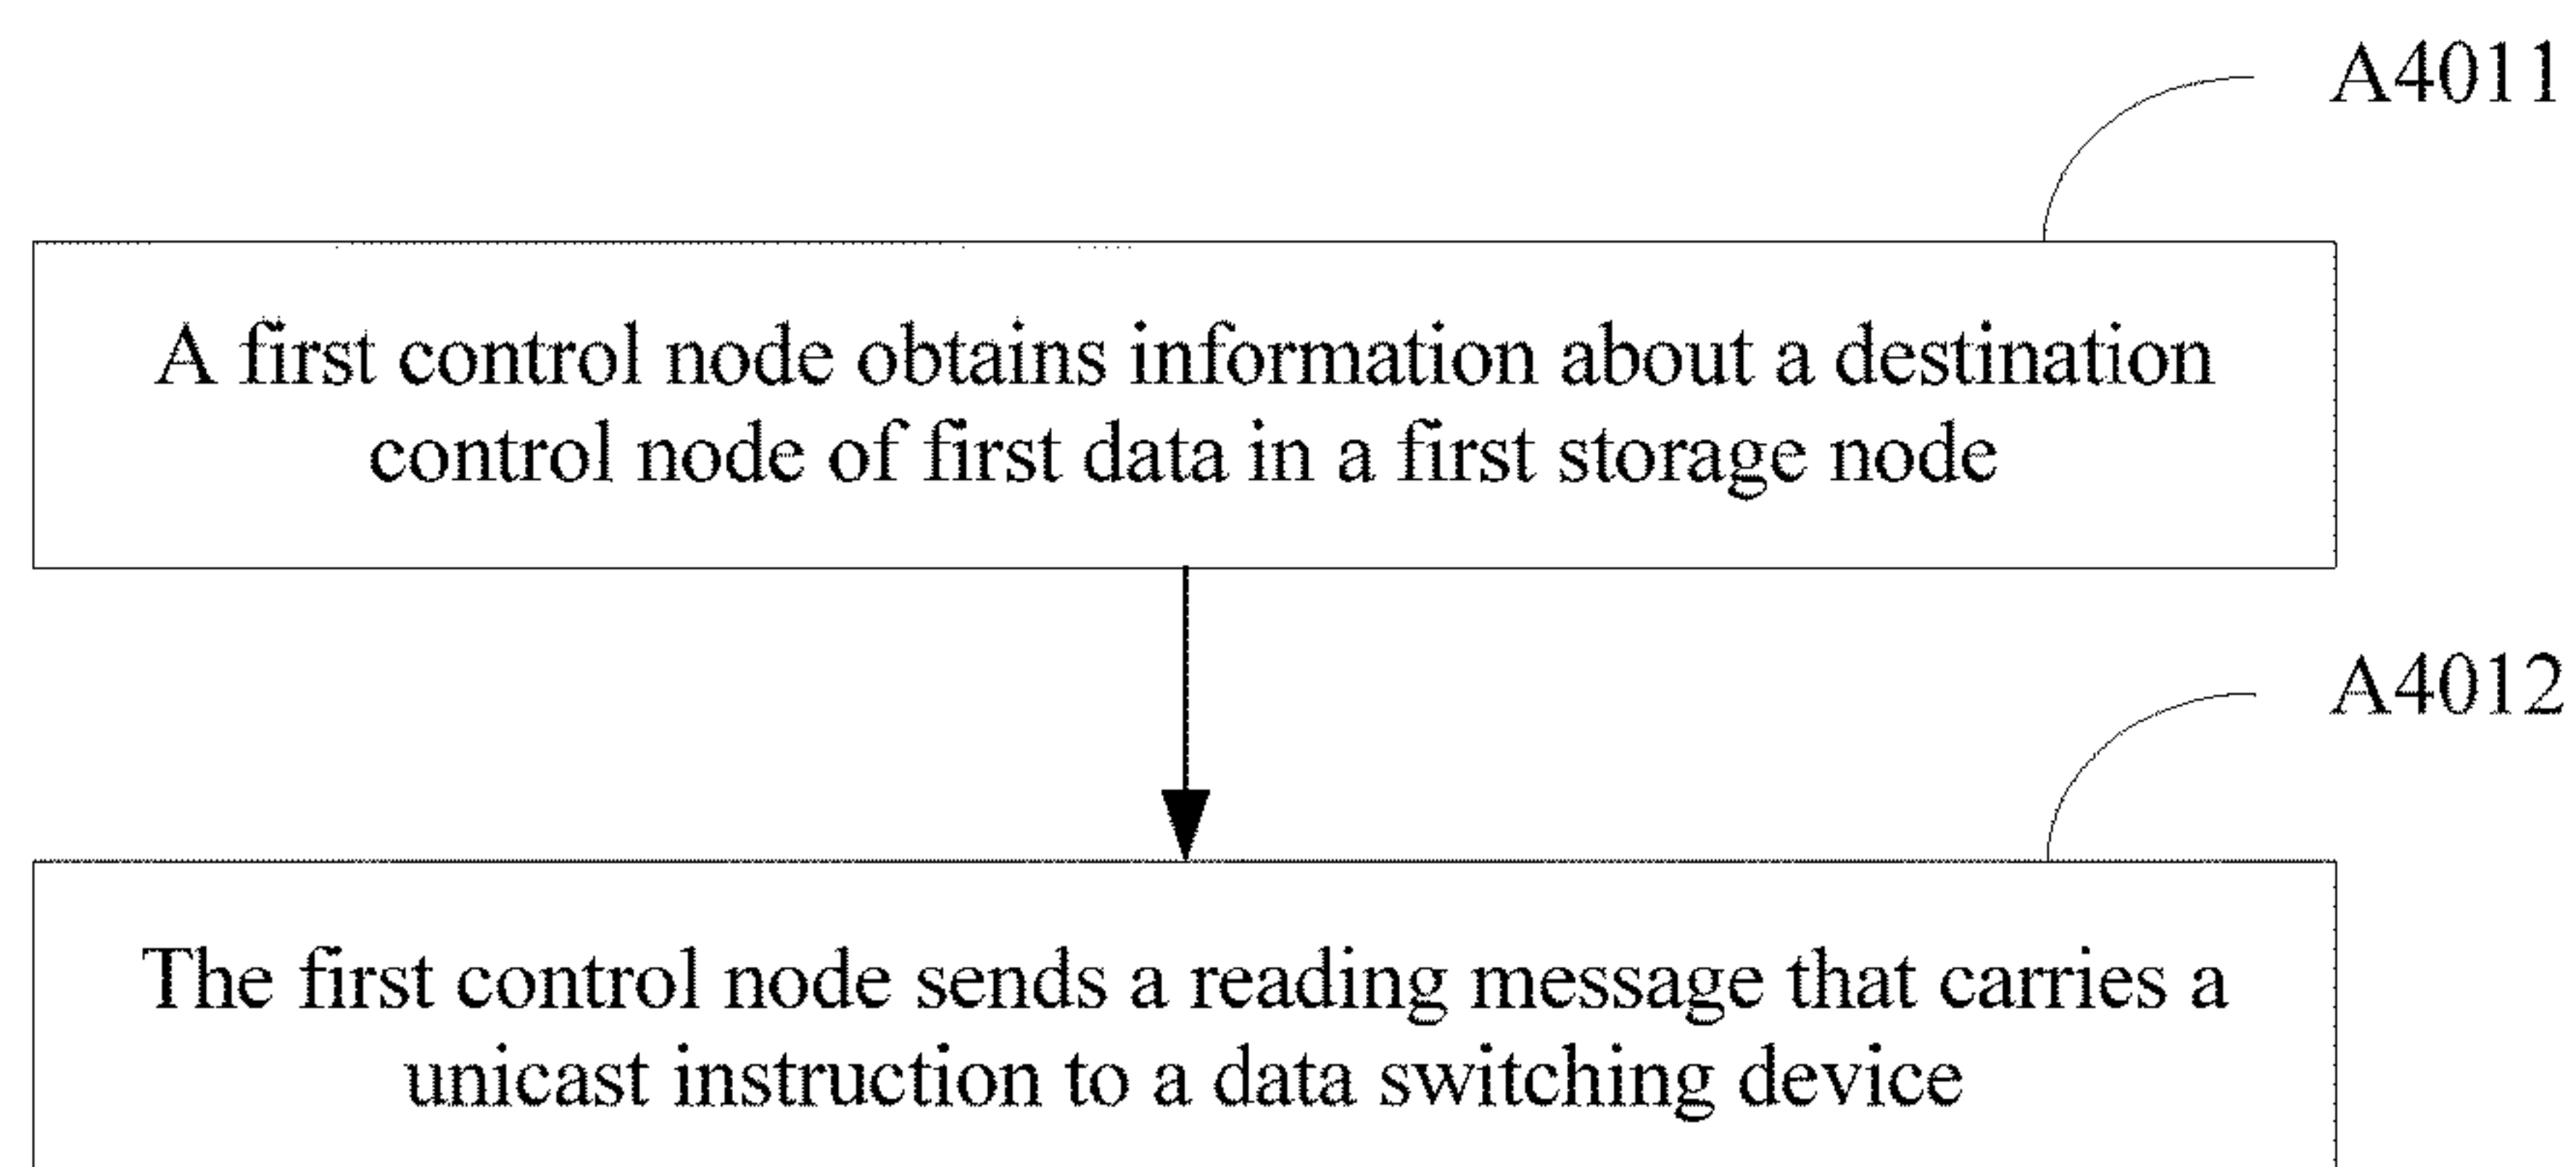 A4011
A first control node obtains information about a destination
control node of first data in a first storage node
A4012
The first control node sends a reading message that carries a
unicast instruction to a data switching device